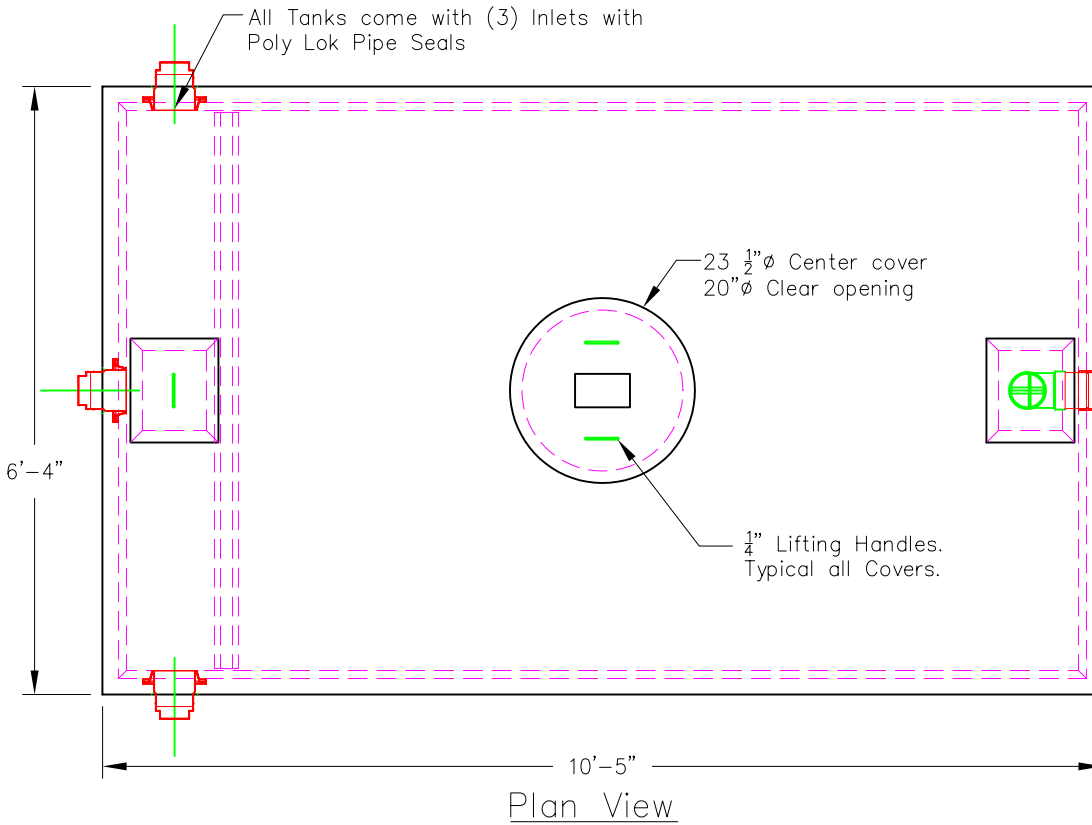 All Tanks come with (3) Inlets with
Poly Lok Pipe Seals
23 1/2"ø Center cover
20"ø Clear opening
6'-4"
1/4" Lifting Handles.
Typical all Covers.
10'-5"
Plan View